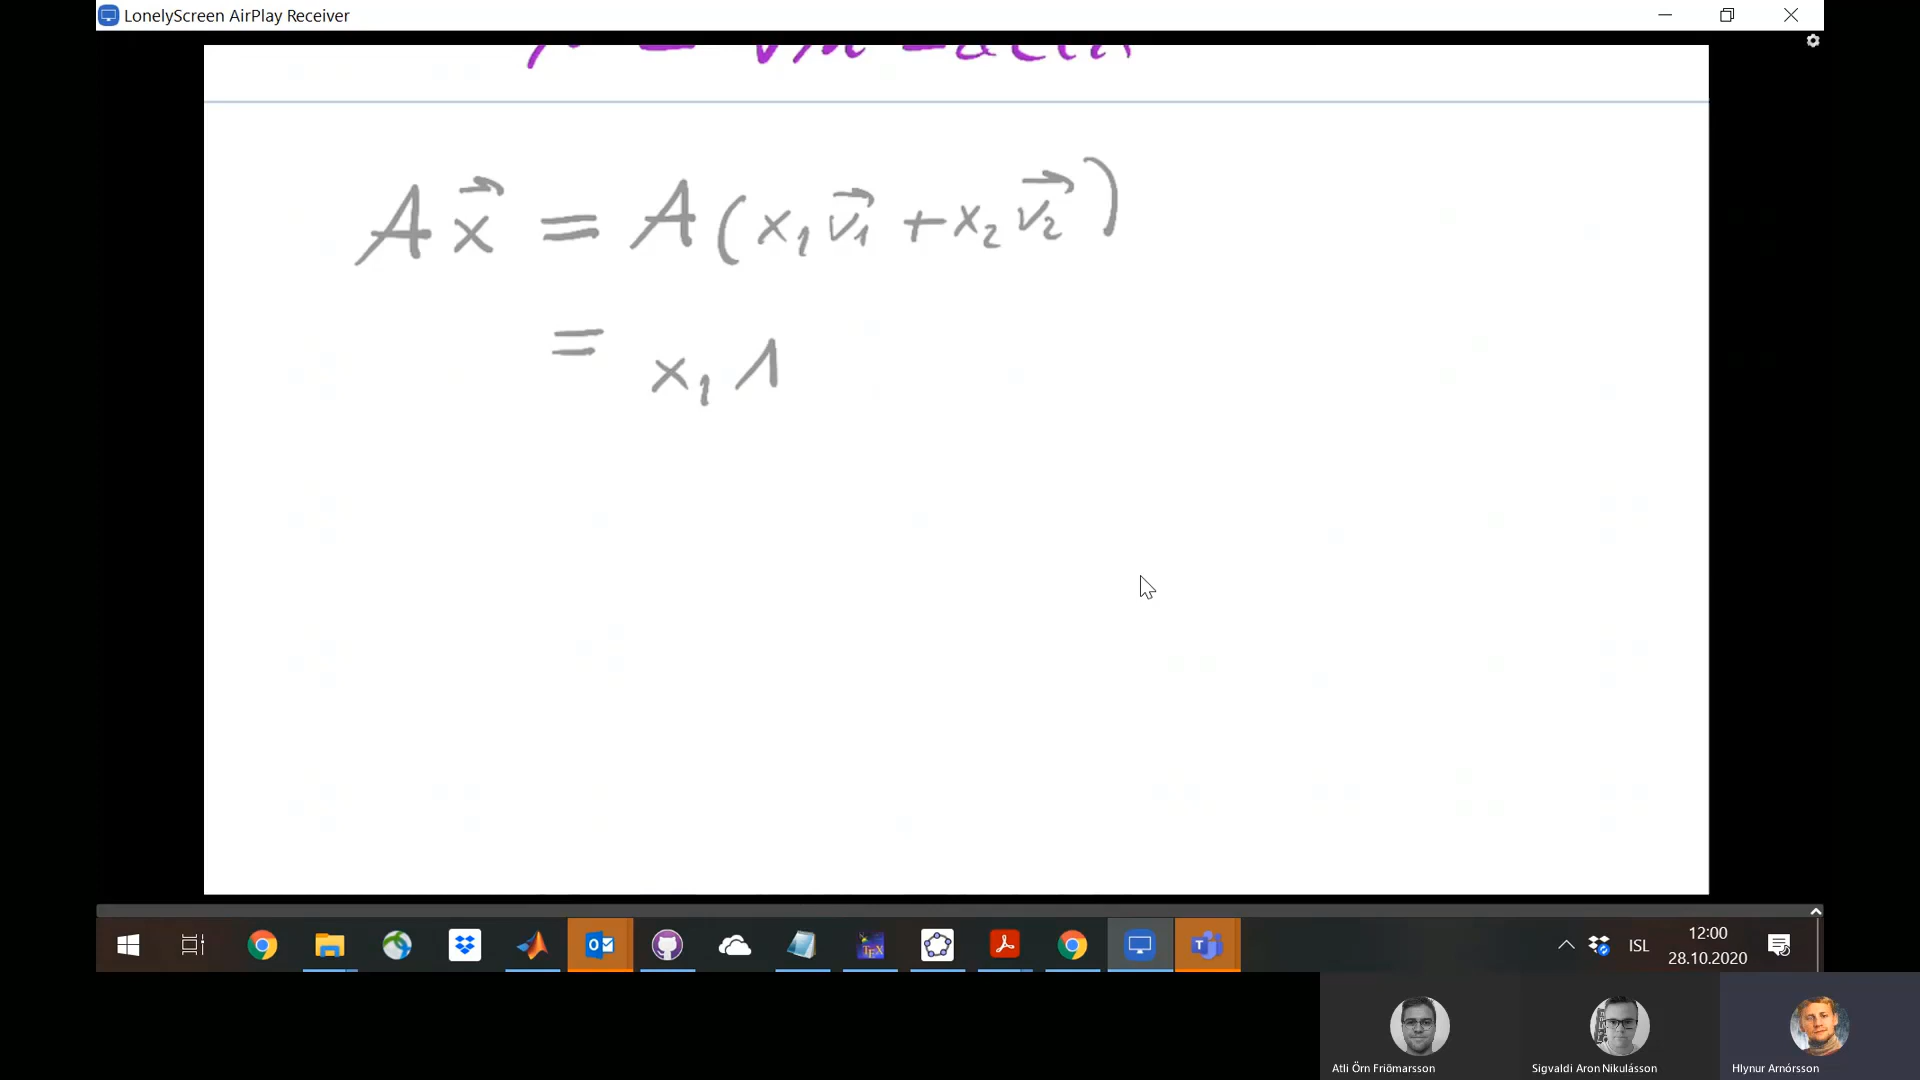 LonelyScreen AirPlay Receiver
A x⃗ = A(x₁ v⃗₁ + x₂ v⃗₂)
= x₁ Λ
ISL
12:00
28.10.2020
Atli Örn Friðmarsson
Sigvaldi Aron Nikulásson
Hlynur Arnórsson